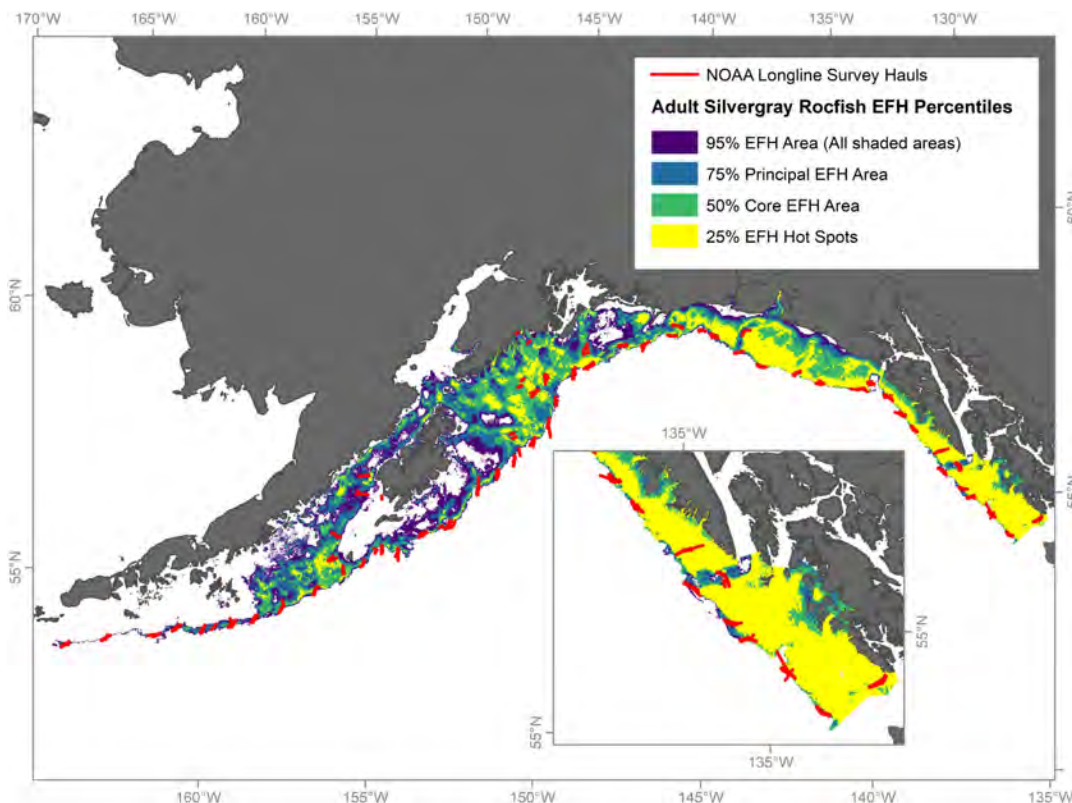 170°W 165°W 160°W 155°W 150°W 145°W 140°W 135°W 130°W
NOAA Longline Survey Hauls
Adult Silvergray Rocfish EFH Percentiles
95% EFH Area (All shaded areas)
75% Principal EFH Area
50% Core EFH Area
25% EFH Hot Spots
60°N
60°N
135°W
55°N
55°N
55°N
55°N
135°W
160°W 155°W 150°W 145°W 140°W 135°W